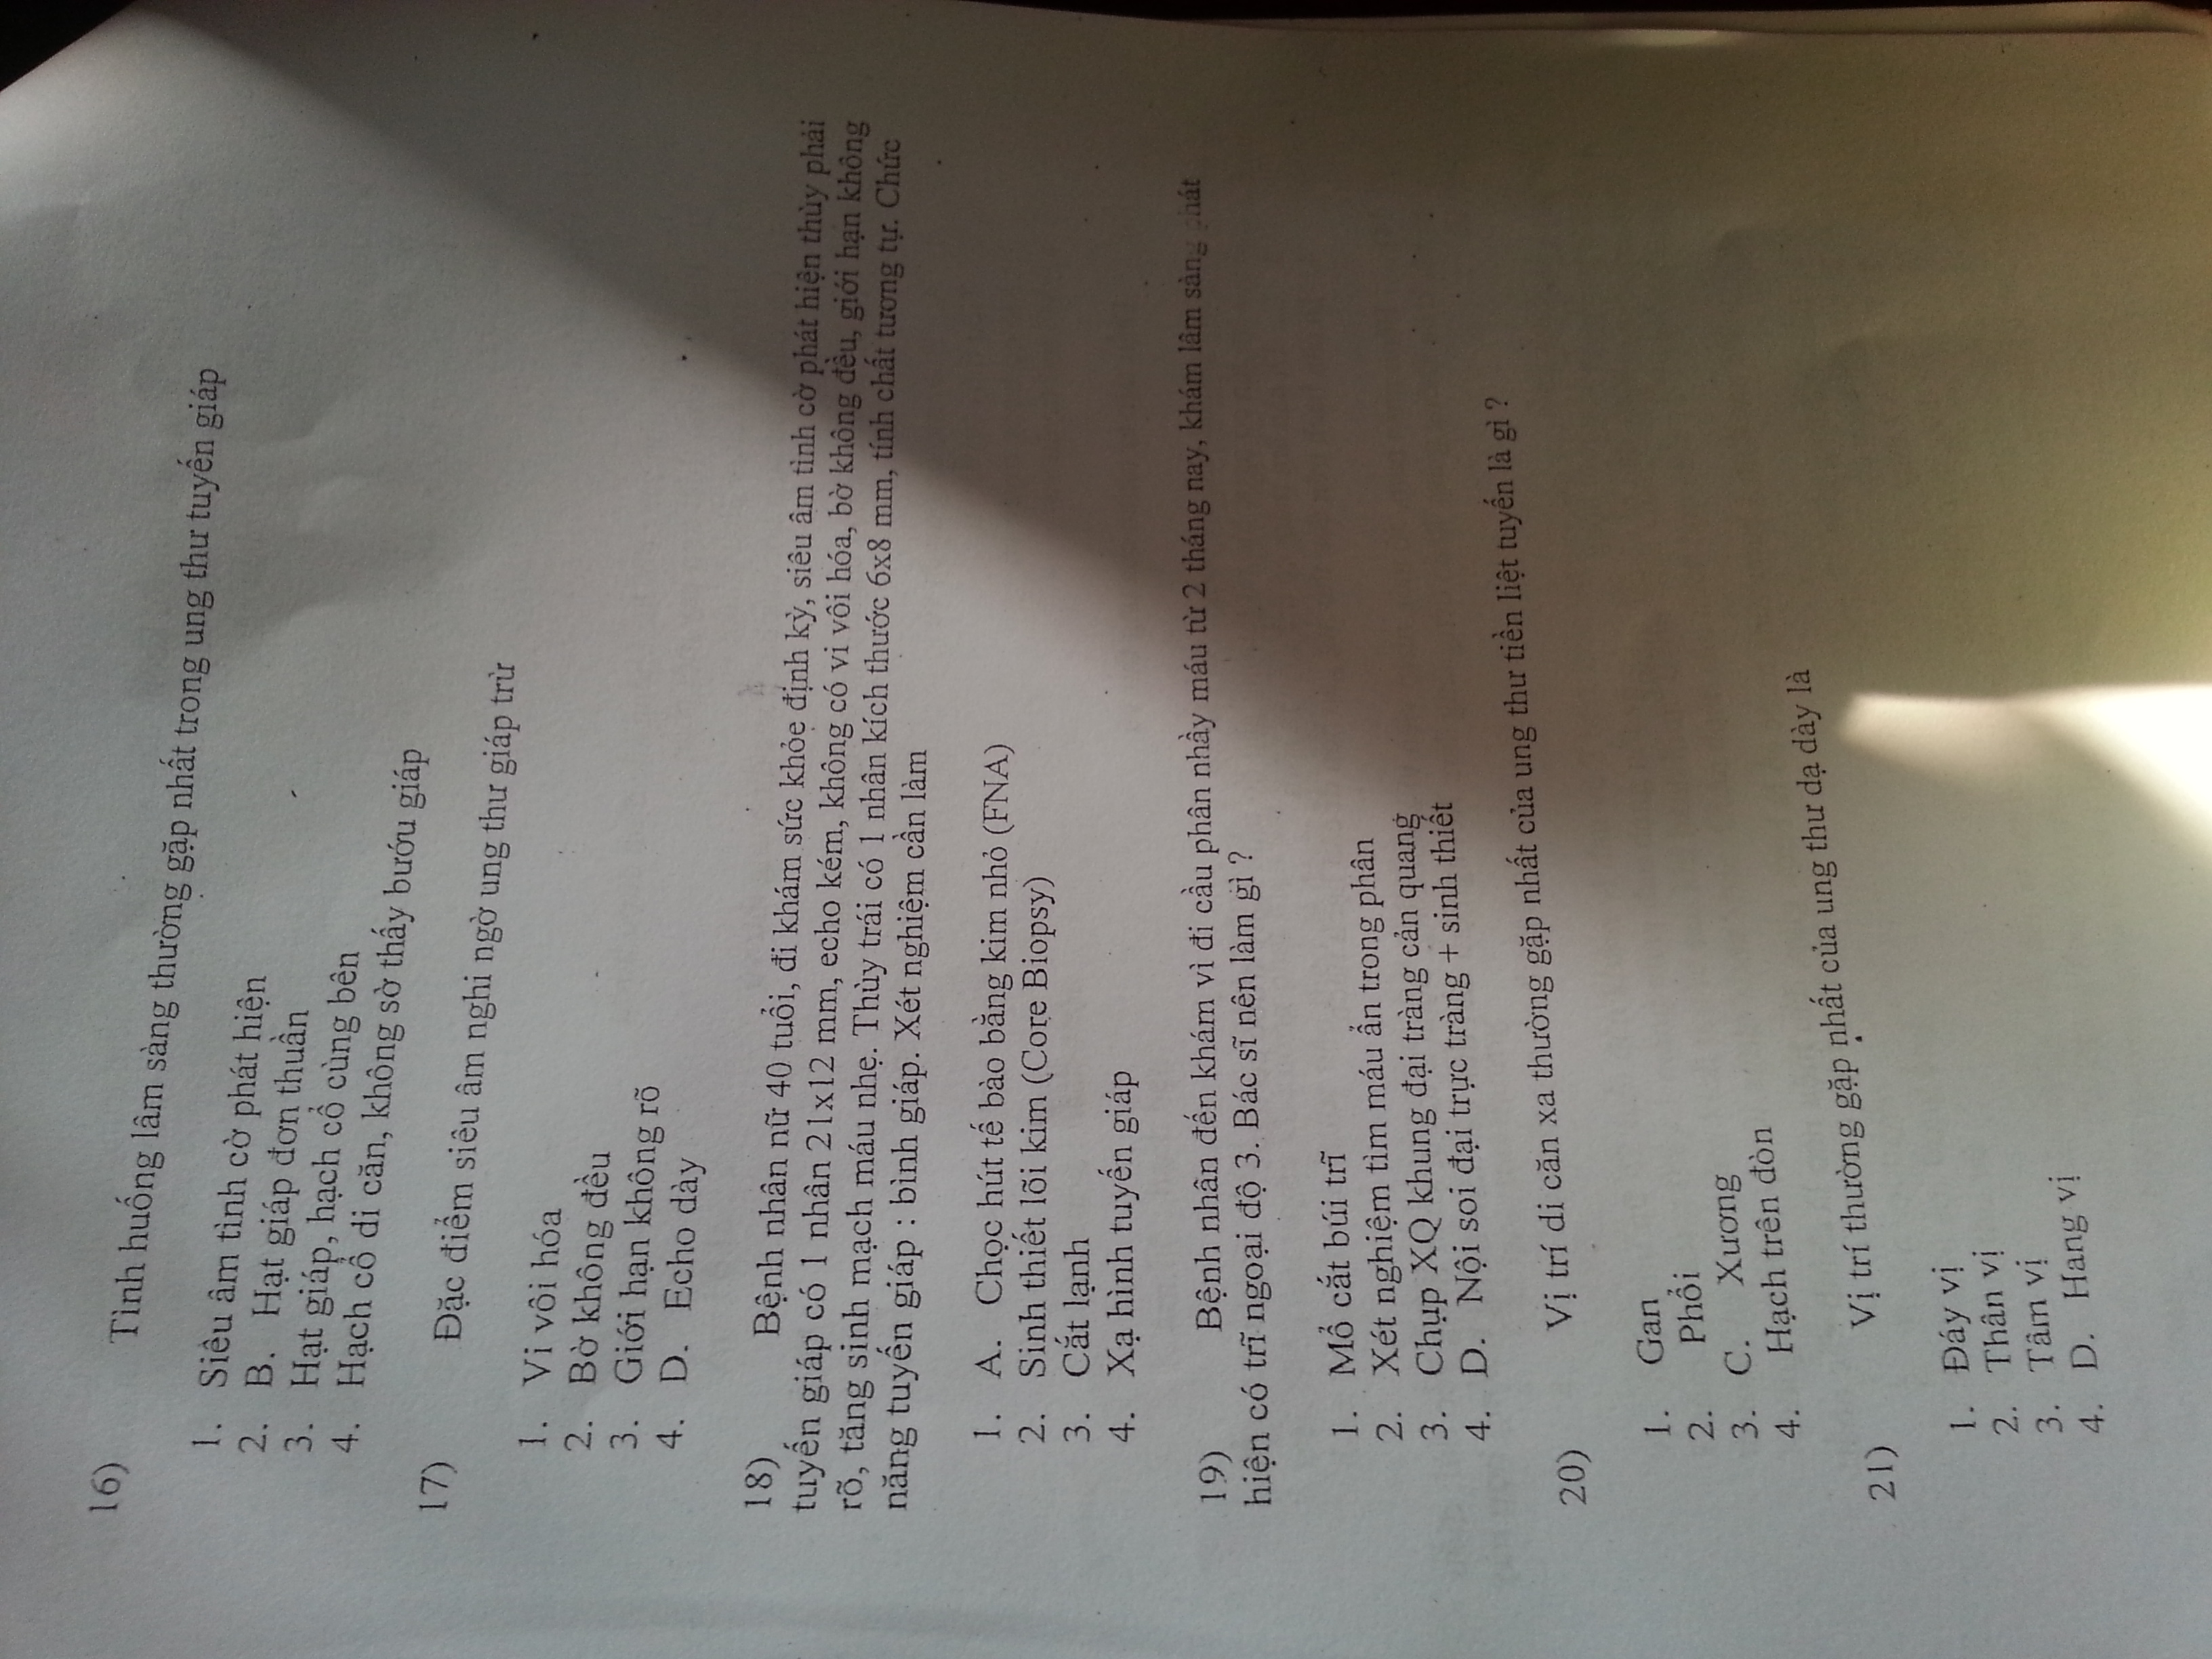 16) Tình huống lâm sàng thường gặp nhất trong ung thư tuyến giáp
1. Siêu âm tình cờ phát hiện
2. B. Hạt giáp đơn thuần
3. Hạt giáp, hạch cổ cùng bên
4. Hạch cổ di căn, không sờ thấy bướu giáp
17) Đặc điểm siêu âm nghi ngờ ung thư giáp trừ
1. Vi vôi hóa
2. Bờ không đều
3. Giới hạn không rõ
4. D. Echo dày
18) Bệnh nhân nữ 40 tuổi, đi khám sức khỏe định kỳ, siêu âm tình cờ phát hiện thùy phải
tuyến giáp có 1 nhân 21x12 mm, echo kém, không có vi vôi hóa, bờ không đều, giới hạn không
rõ, tăng sinh mạch máu nhẹ. Thùy trái có 1 nhân kích thước 6x8 mm, tính chất tương tự. Chức
năng tuyến giáp : bình giáp. Xét nghiệm cần làm
1. A. Chọc hút tế bào bằng kim nhỏ (FNA)
2. Sinh thiết lõi kim (Core Biopsy)
3. Cắt lạnh
4. Xạ hình tuyến giáp
19) Bệnh nhân đến khám vì đi cầu phân nhầy máu từ 2 tháng nay, khám lâm sàng phát
hiện có trĩ ngoại độ 3. Bác sĩ nên làm gì ?
1. Mổ cắt búi trĩ
2. Xét nghiệm tìm máu ẩn trong phân
3. Chụp XQ khung đại tràng cản quang
4. D. Nội soi đại trực tràng + sinh thiết
20) Vị trí di căn xa thường gặp nhất của ung thư tiền liệt tuyến là gì ?
1. Gan
2. Phổi
3. C. Xương
4. Hạch trên đòn
21) Vị trí thường gặp nhất của ung thư dạ dày là
1. Đáy vị
2. Thân vị
3. Tâm vị
4. D. Hang vị